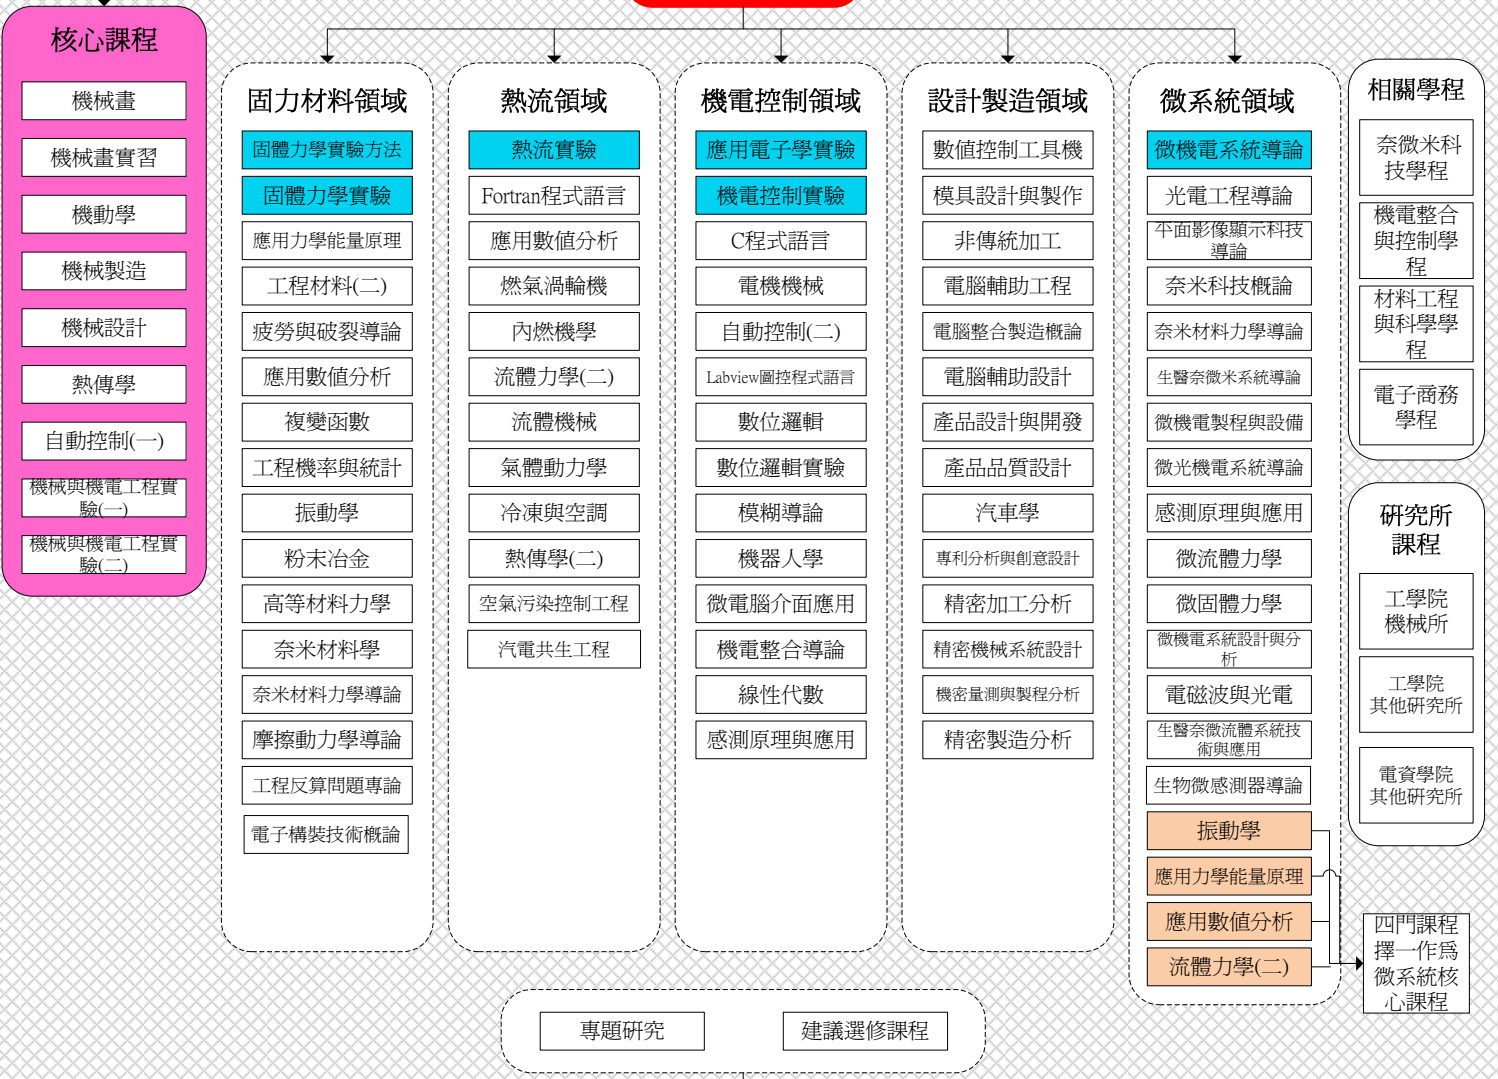 核心課程
機械畫
機械畫實習
機動學
機械製造
機械設計
熱傳學
自動控制(一)
機械與機電工程實
驗(一)
機械與機電工程實
驗(二)
固力材料領域
固體力學實驗方法
固體力學實驗
應用力學能量原理
工程材料(二)
疲勞與破裂導論
應用數值分析
複變函數
工程機率與統計
振動學
粉末冶金
高等材料力學
奈米材料學
奈米材料力學導論
摩擦動力學導論
工程反算問題專論
電子構裝技術概論
熱流領域
熱流實驗
Fortran程式語言
應用數值分析
燃氣渦輪機
內燃機學
流體力學(二)
流體機械
氣體動力學
冷凍與空調
熱傳學(二)
空氣污染控制工程
汽電共生工程
機電控制領域
應用電子學實驗
機電控制實驗
C程式語言
電機機械
自動控制(二)
Labview圖控程式語言
數位邏輯
數位邏輯實驗
模糊導論
機器人學
微電腦介面應用
機電整合導論
線性代數
感測原理與應用
設計製造領域
數值控制工具機
模具設計與製作
非傳統加工
電腦輔助工程
電腦整合製造概論
電腦輔助設計
產品設計與開發
產品品質設計
汽車學
專利分析與創意設計
精密加工分析
精密機械系統設計
機密量測與製程分析
精密製造分析
微系統領域
微機電系統導論
光電工程導論
平面影像顯示科技
導論
奈米科技概論
奈米材料力學導論
生醫奈微米系統導論
微機電製程與設備
微光機電系統導論
感測原理與應用
微流體力學
微固體力學
微機電系統設計與分
析
電磁波與光電
生醫奈微流體系統技
術與應用
生物微感測器導論
振動學
應用力學能量原理
應用數值分析
流體力學(二)
相關學程
奈微米科
技學程
機電整合
與控制學
程
材料工程
與科學學
程
電子商務
學程
研究所
課程
工學院
機械所
工學院
其他研究所
電資學院
其他研究所
四門課程
擇一作為
微系統核
心課程
專題研究
建議選修課程